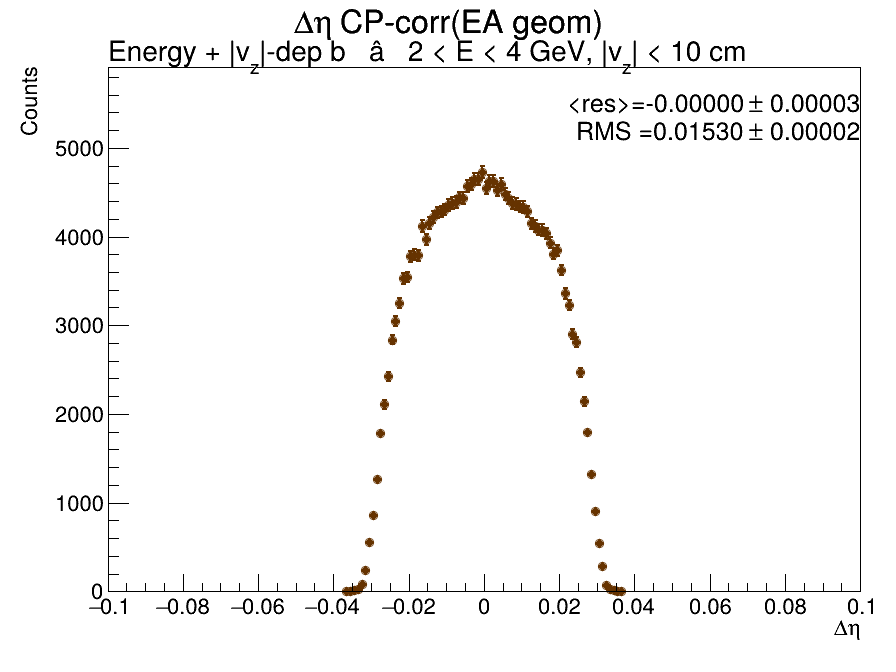 Δη CP-corr(EA geom)
Energy + |v_z|-dep b â 2 < E < 4 GeV, |v_z| < 10 cm
Counts
<res>=-0.00000 ± 0.00003
RMS =0.01530 ± 0.00002
5000
4000
3000
2000
1000
0
−0.1 −0.08 −0.06 −0.04 −0.02 0 0.02 0.04 0.06 0.08 0.1
Δη